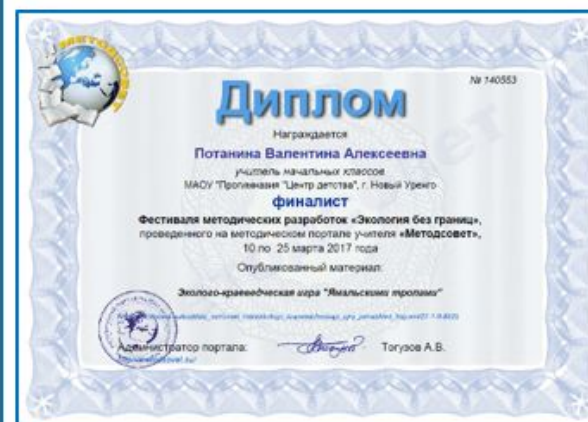 МЕТОДСОВЕТ
№ 140553
Диплом
Награждается
Потанина Валентина Алексеевна
учитель начальных классов
МАОУ "Прогимназия "Центр детства", г. Новый Уренго
финалист
Фестиваля методических разработок «Экология без границ»,
проведенного на методическом портале учителя «Методсовет»,
10 по 25 марта 2017 года
Опубликованный материал:
Эколого-краеведческая игра "Ямальскими тропами"
Администратор портала:
Тогузов А.В.